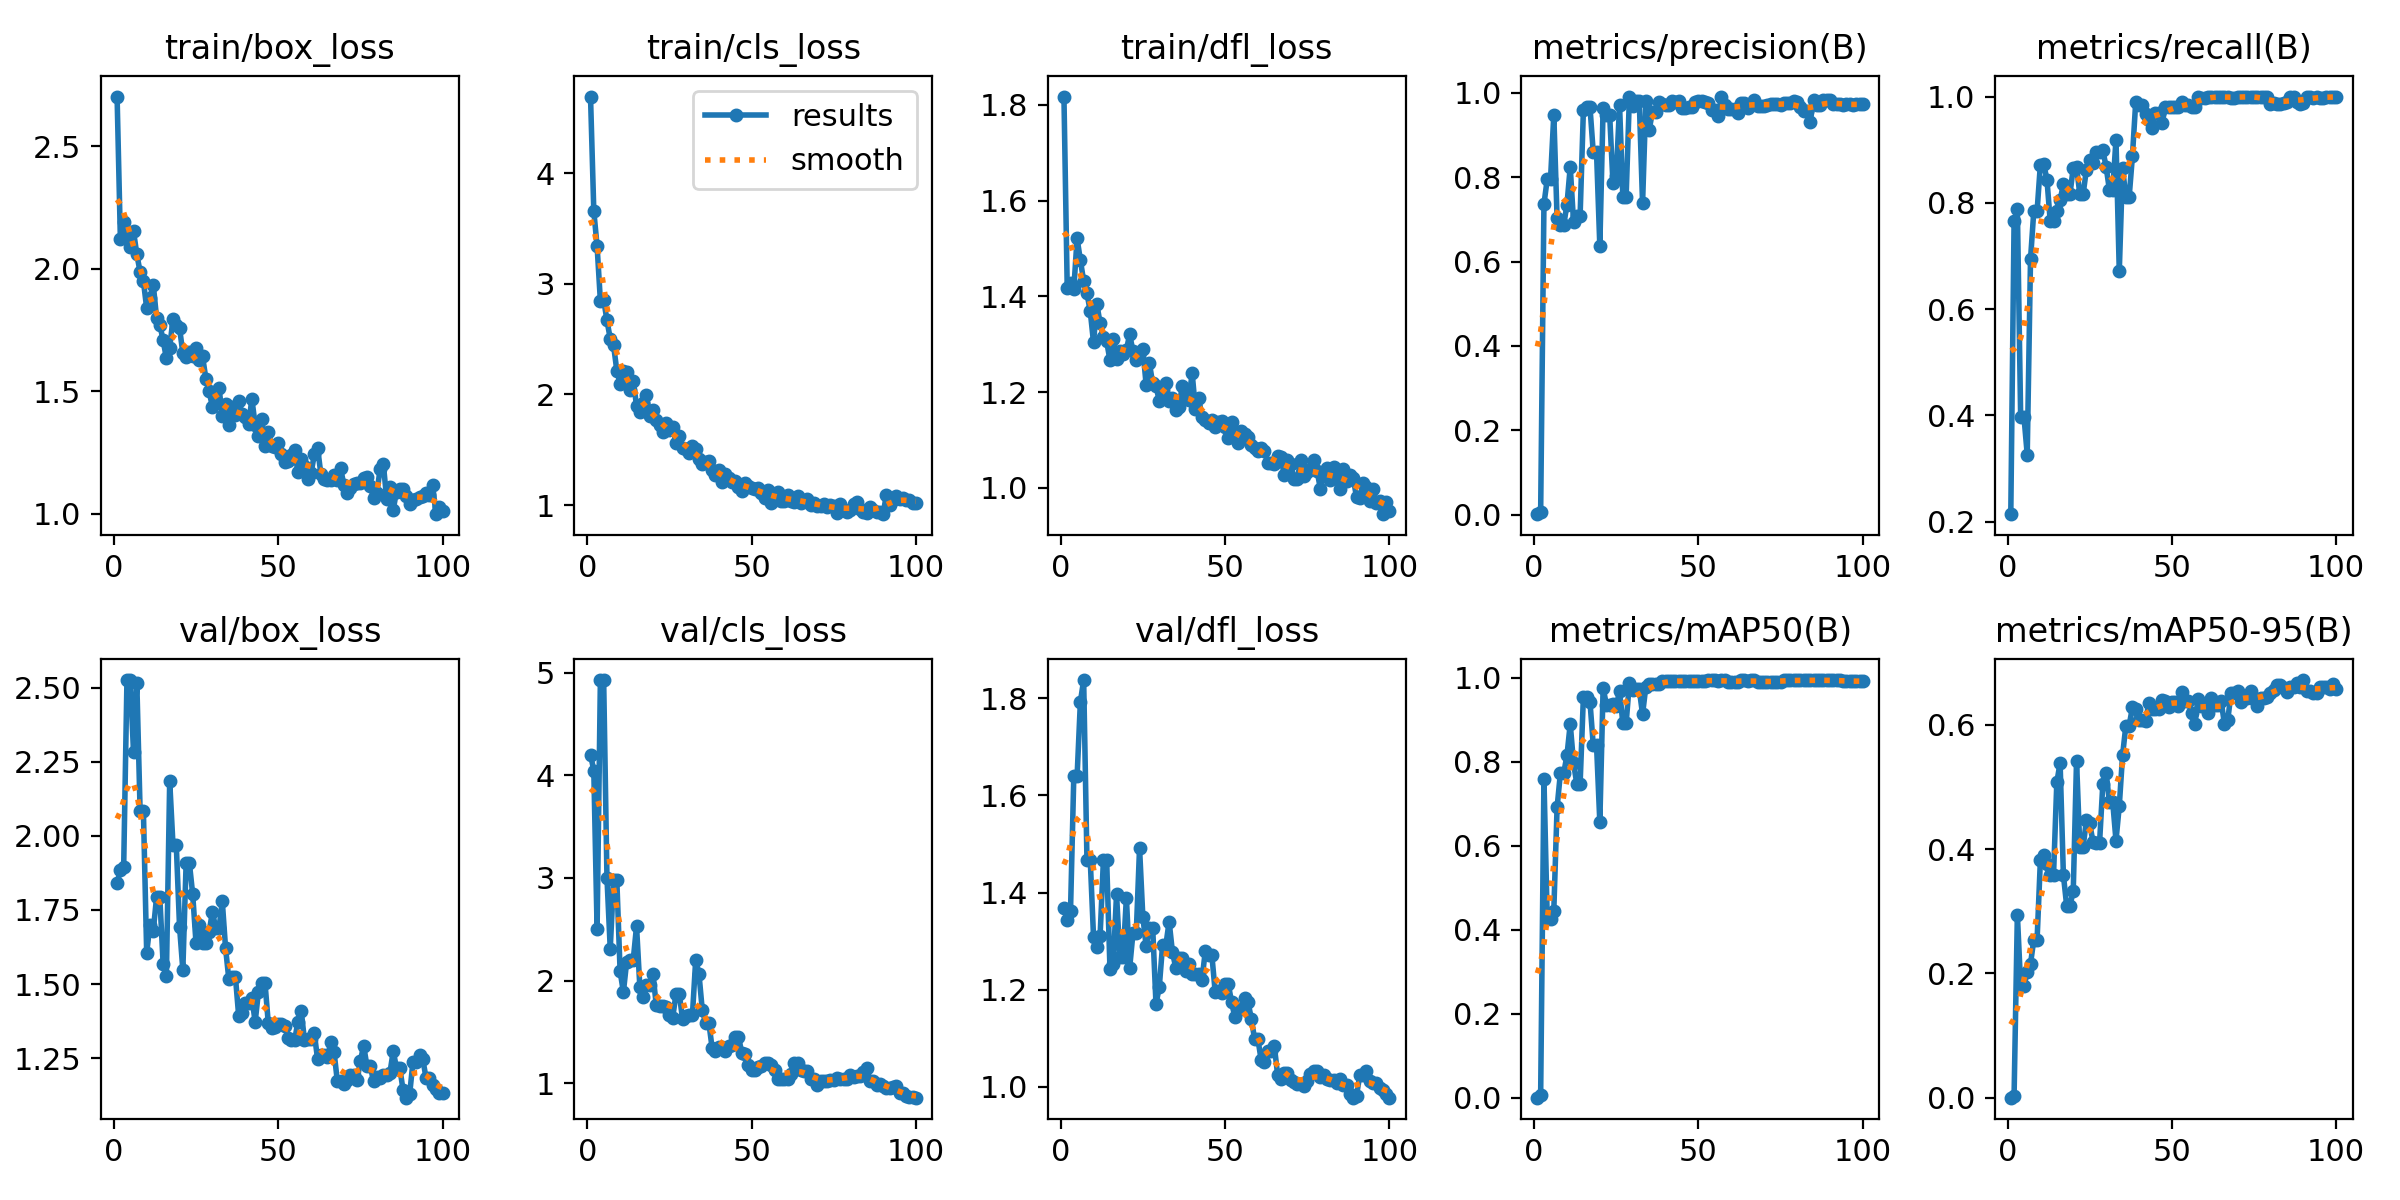 train/box_loss
train/cls_loss
train/dfl_loss
metrics/precision(B)
metrics/recall(B)
2.5
2.0
1.5
1.0
0 50 100
results
smooth
4
3
2
1
0 50 100
1.8
1.6
1.4
1.2
1.0
0 50 100
1.0
0.8
0.6
0.4
0.2
0.0
0 50 100
1.0
0.8
0.6
0.4
0.2
0 50 100
val/box_loss
val/cls_loss
val/dfl_loss
metrics/mAP50(B)
metrics/mAP50-95(B)
2.50
2.25
2.00
1.75
1.50
1.25
0 50 100
5
4
3
2
1
0 50 100
1.8
1.6
1.4
1.2
1.0
0 50 100
1.0
0.8
0.6
0.4
0.2
0.0
0 50 100
0.6
0.4
0.2
0.0
0 50 100